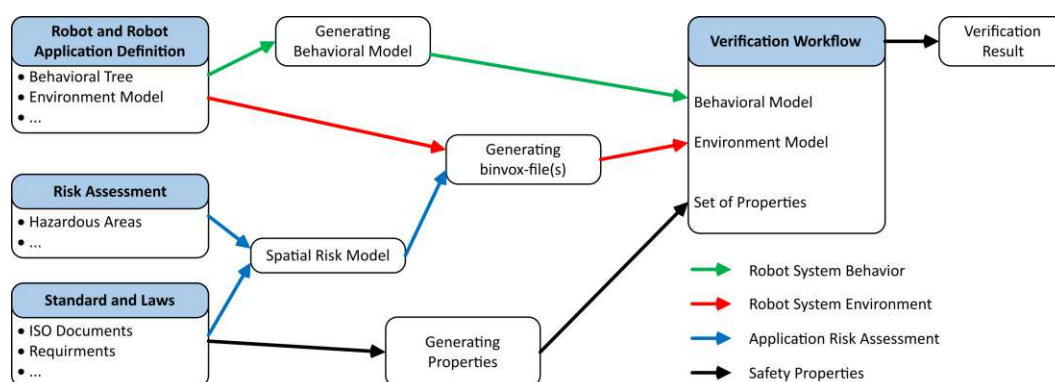 Robot and Robot
Application Definition
• Behavioral Tree
• Environment Model
• ...
Generating
Behavioral Model
Verification Workflow
Behavioral Model
Environment Model
Set of Properties
Verification
Result
Generating
binvox-file(s)
Risk Assessment
• Hazardous Areas
• ...
Spatial Risk Model
Standard and Laws
• ISO Documents
• Requirments
• ...
Generating
Properties
Robot System Behavior
Robot System Environment
Application Risk Assessment
Safety Properties